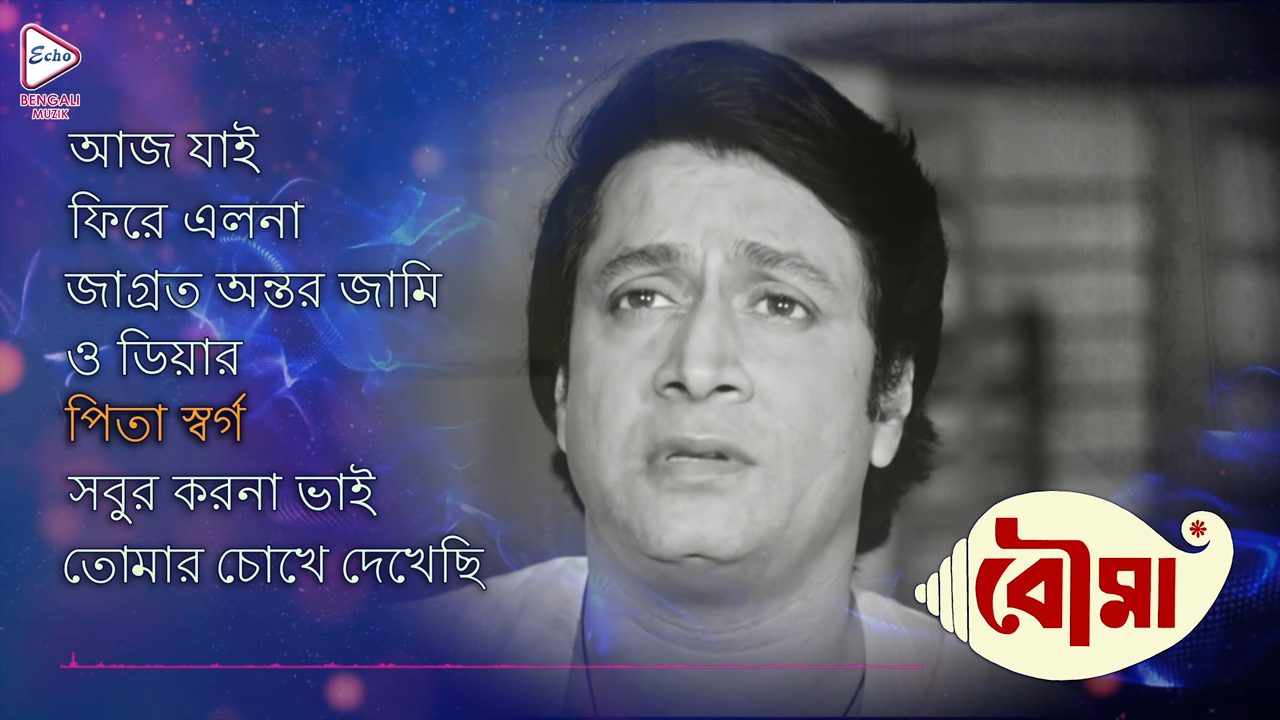 Echo
BENGALI
MUZIK
আজ যাই
ফিরে এলনা
জাগ্রত অন্তর জামি
ও ডিয়ার
পিতা স্বর্গ
সবুর করনা ভাই
তোমার চোখে দেখেছি
বৌমা